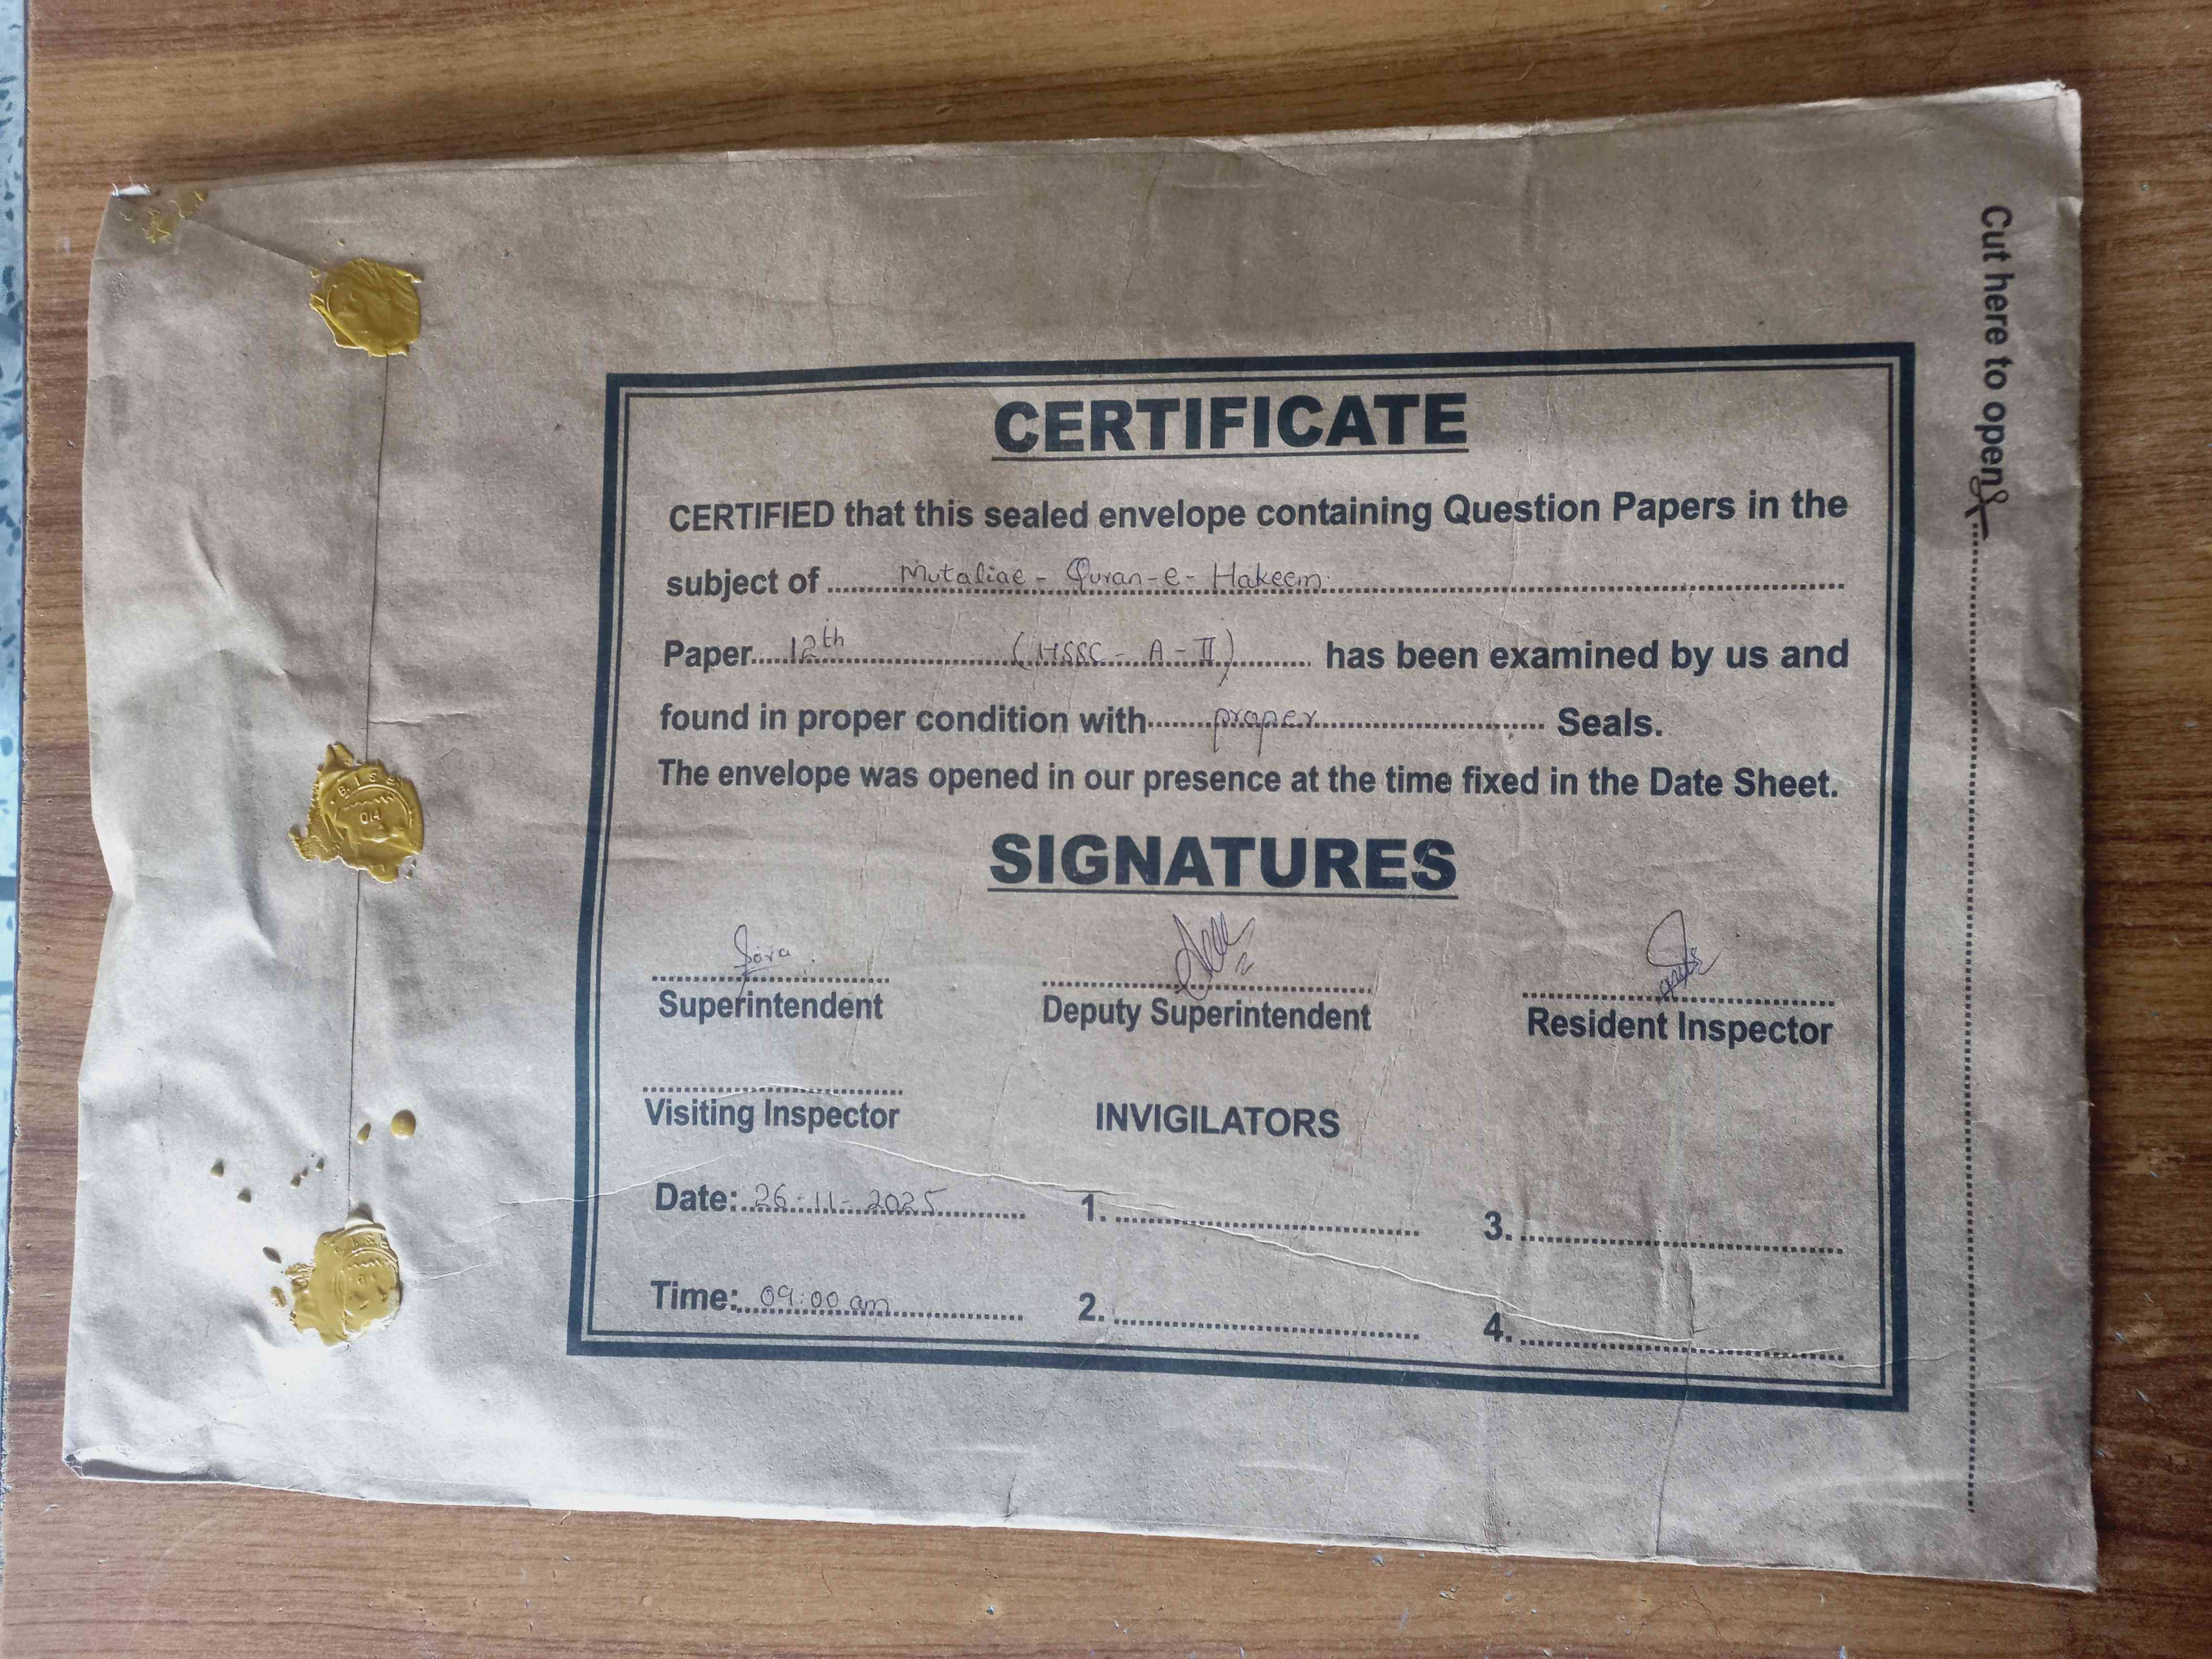 CERTIFICATE
CERTIFIED that this sealed envelope containing Question Papers in the
subject of Mutaliae - Quran-e-Hakeem
Paper 12th (HSSC - A - II) has been examined by us and
found in proper condition with proper Seals.
The envelope was opened in our presence at the time fixed in the Date Sheet.
SIGNATURES
Superintendent
Deputy Superintendent
Resident Inspector
Visiting Inspector
INVIGILATORS
Date: 26-11-2025 1. 3.
Time: 09:00 am 2. 4.
Cut here to open